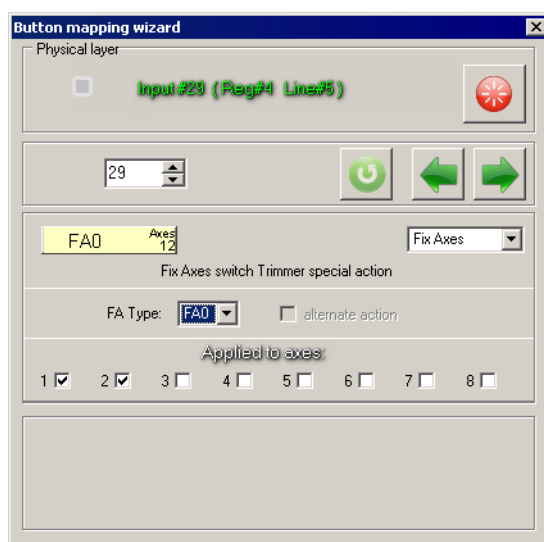 Button mapping wizard
Physical layer
Input#29 (Reg#4 Line#5)
29
FA0 Axes 12
Fix Axes
Fix Axes switch Trimmer special action
FA Type: FA0 alternate action
Applied to axes:
1 2 3 4 5 6 7 8